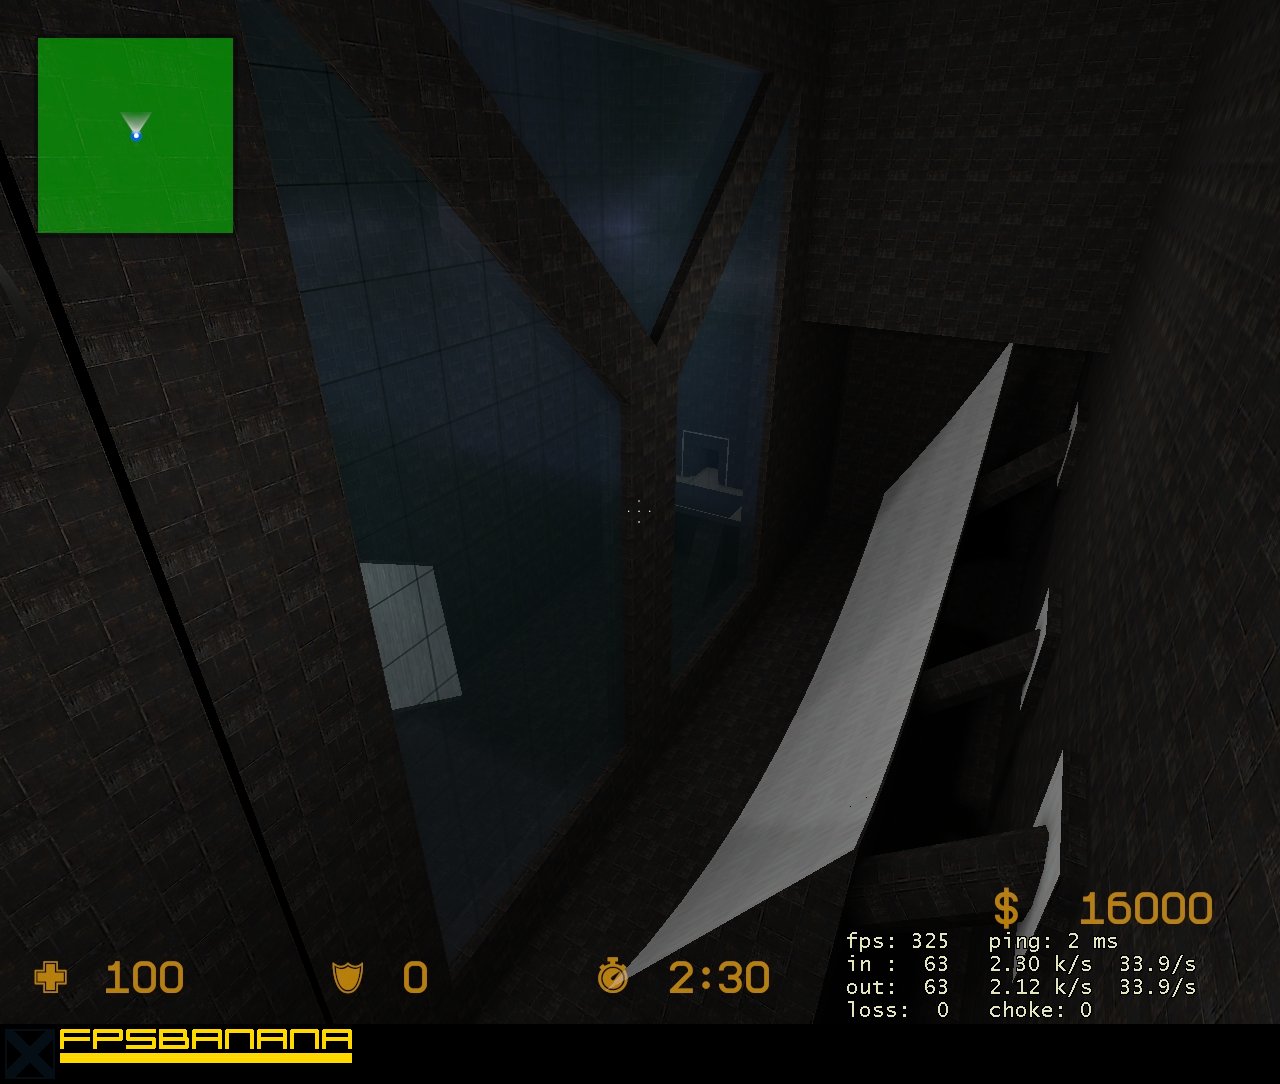 $ 16000
fps: 325 ping: 2 ms
in : 63 2.30 k/s 33.9/s
out: 63 2.12 k/s 33.9/s
loss: 0 choke: 0
100 0 2:30
FPSBANANA